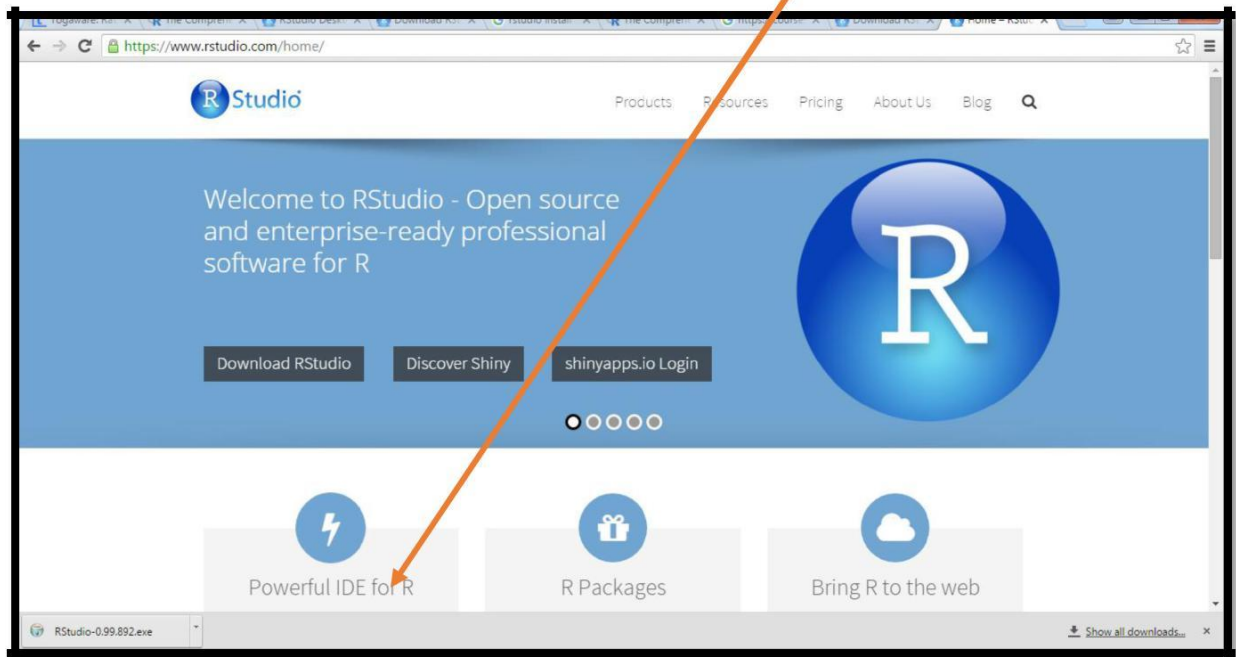 https://www.rstudio.com/home/
R Studio
Products Resources Pricing About Us Blog
Welcome to RStudio - Open source
and enterprise-ready professional
software for R
R
Download RStudio Discover Shiny shinyapps.io Login
Powerful IDE for R R Packages Bring R to the web
RStudio-0.99.892.exe Show all downloads...